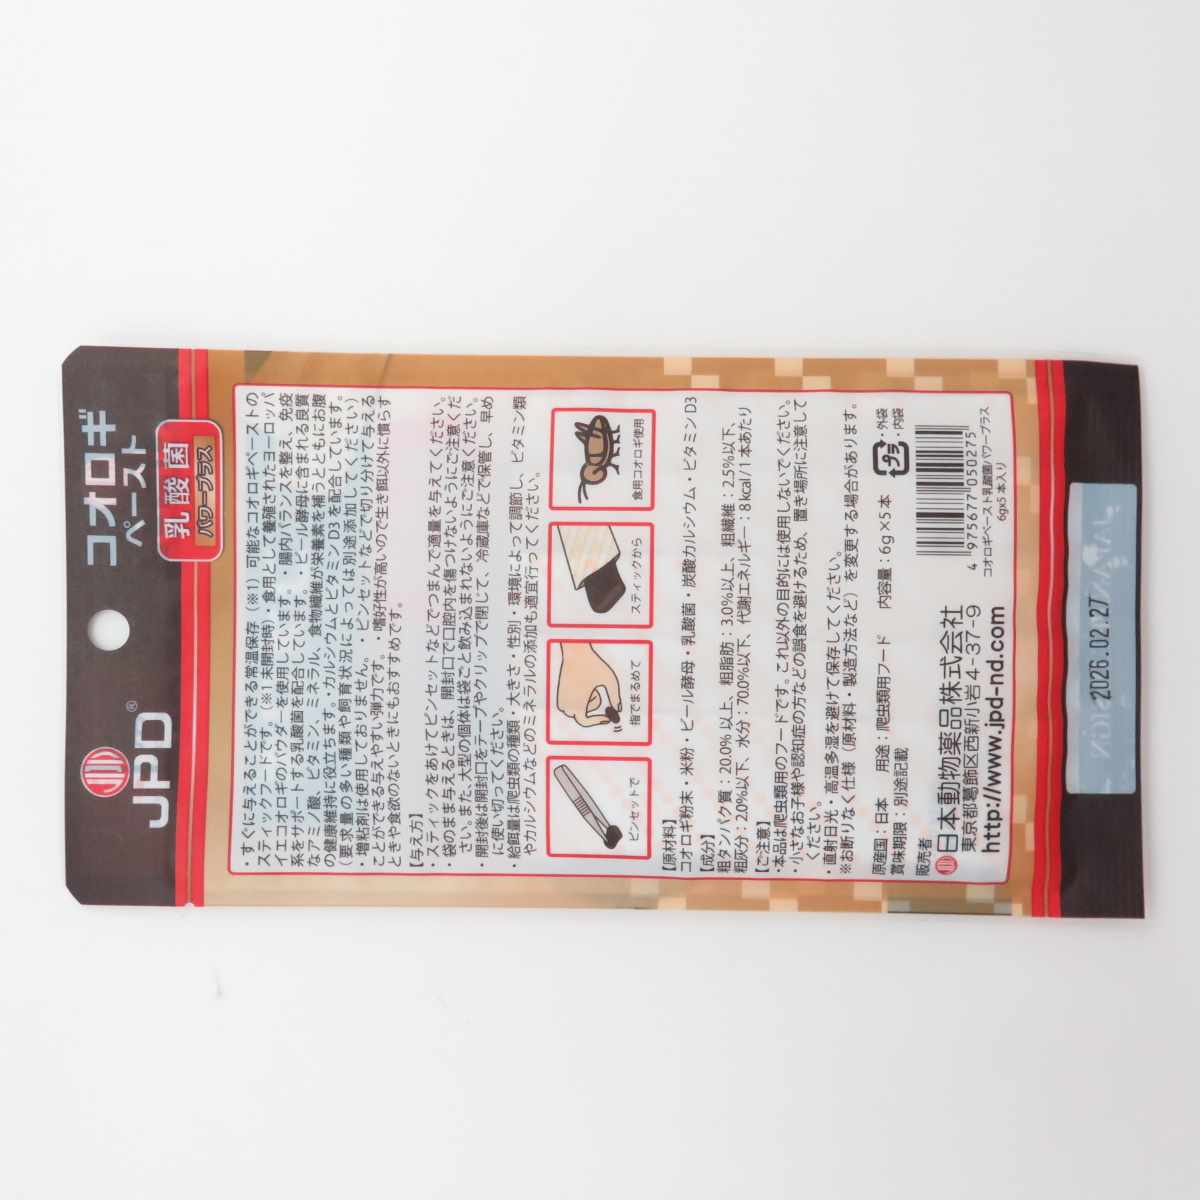 JPD®
コオロギ
ペースト
乳酸菌
パワープラス
・すぐに与えることができる常温保存(※1)可能なコオロギペーストの
スティックフードです。(※1未開封時)・食用として養殖されたヨーロッパ
イエコオロギのパウダーを使用しています。・腸内バランスを整え、免疫
系をサポートする乳酸菌を配合しています。・ビール酵母に含まれる良質
なアミノ酸、ビタミン、ミネラル、食物繊維が栄養素を補うとともにお腹
の健康維持に役立ちます。・カルシウムとビタミンD3を配合しています。
(要求量の多い種類や飼育状況によっては別途添加してください)
・増粘剤は使用しておりません。・ピンセットなどで切り分けて与える
ことができる与えやすい弾力です。・嗜好性が高いので生き餌以外に慣らす
ときや食欲のないときにもおすすめです。
【与え方】
・スティックをあけてピンセットなどでつまんで適量を与えてください。
・袋のまま与えるときは、開封口で口腔内を傷つけないようにご注意くだ
さい。また、大型の個体は袋ごと飲み込まれないようにご注意ください。
・開封後は開封口をテープやクリップで閉じて、冷蔵庫などで保管し、早め
に使い切ってください。
・給餌量は爬虫類の種類・大きさ・性別・環境によって調節し、ビタミン類
やカルシウムなどのミネラルの添加も適宜行ってください。
ピンセットで
指でまるめて
スティックから
食用コオロギ使用
【原材料】
コオロギ粉末・米粉・ビール酵母・乳酸菌・炭酸カルシウム・ビタミンD3
【成分】
粗タンパク質:20.0%以上、粗脂肪:3.0%以上、粗繊維:2.5%以下、
粗灰分:2.0%以下、水分:70.0%以下、代謝エネルギー:8kcal/1本あたり
【ご注意】
・本品は爬虫類用のフードです。これ以外の目的には使用しないでください。
・小さなお子様や認知症の方などの誤食を避けるため、置き場所に注意して
ください。
・直射日光・高温多湿を避けて保存してください。
※お断りなく仕様(原材料・製造方法など)を変更する場合があります。
原産国:日本 用途:爬虫類用フード 内容量:6g×5本
賞味期限:別途記載
プラ
:外袋
:内袋
販売者
日本動物薬品株式会社
東京都葛飾区西新小岩4-37-9
http://www.jpd-nd.com
4 975677 050275
コオロギペースト乳酸菌パワープラス
6g×5本入り
2026.02.27